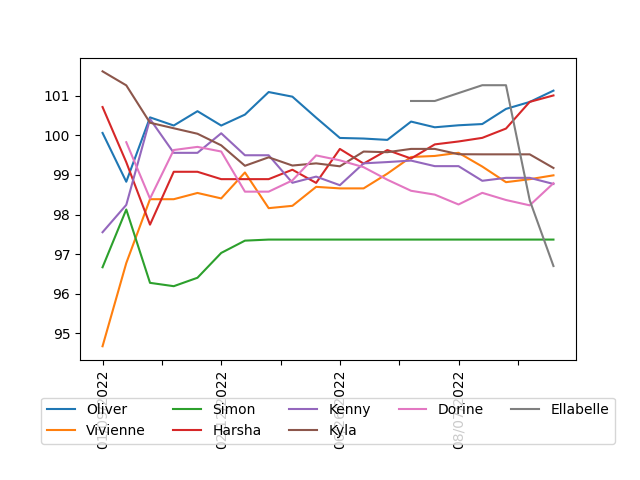 101
100
99
98
97
96
95
Oliver
Simon
Kenny
Dorine
Ellabelle
Vivienne
Harsha
Kyla